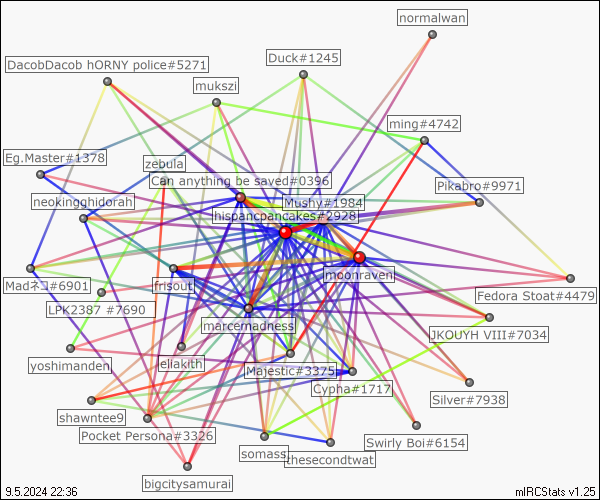 normalwan
DacobDacob hORNY police#5271
Duck#1245
mukszi
ming#4742
Eg.Master#1378
zebula
Can anything be saved#0396
Pikabro#9971
neokingghidorah
Mushy#1984
hispancpancakes#2928
moonraven
Madネコ#6901
frisout
Fedora Stoat#4479
LPK2387 #7690
marcemadness
JKOUYH VIII#7034
yoshimanden
eliakith
Majestic#3375
Cypha#1717
Silver#7938
shawntee9
Pocket Persona#3326
Swirly Boi#6154
somass
thesecondtwat
bigcitysamurai
9.5.2024 22:36
mIRCStats v1.25